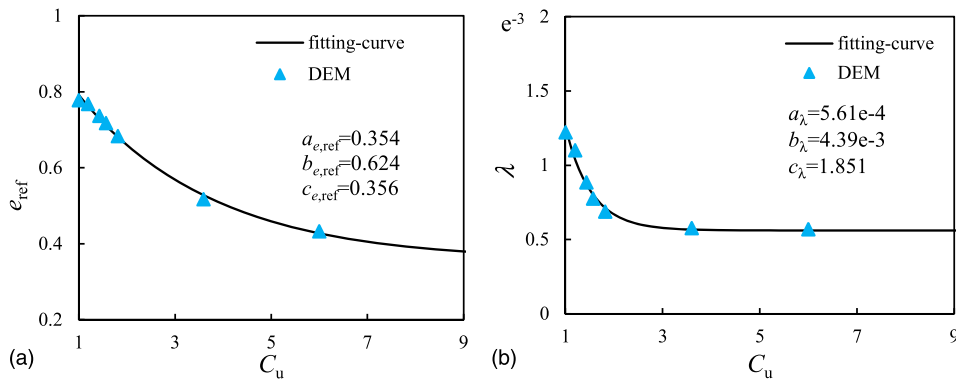 1
0.8
0.6
0.4
0.2
e_ref
fitting-curve
DEM
a_e,ref=0.354
b_e,ref=0.624
c_e,ref=0.356
1 3 5 7 9
(a)
C_u
e⁻³
2
1.5
1
0.5
0
λ
fitting-curve
DEM
a_λ=5.61e-4
b_λ=4.39e-3
c_λ=1.851
1 3 5 7 9
(b)
C_u